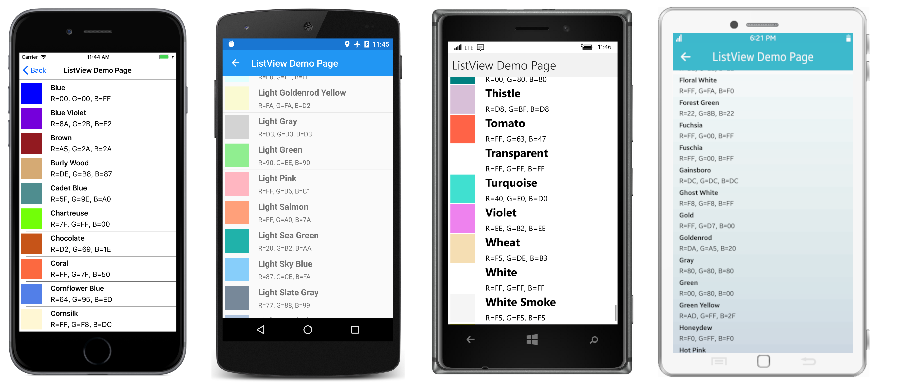 Carrier
11:44 AM
Back
ListView Demo Page
Blue
R=00, G=00, B=FF
Blue Violet
R=8A, G=2B, B=E2
Brown
R=A5, G=2A, B=2A
Burly Wood
R=DE, G=B8, B=87
Cadet Blue
R=5F, G=9E, B=A0
Chartreuse
R=7F, G=FF, B=00
Chocolate
R=D2, G=69, B=1E
Coral
R=FF, G=7F, B=50
Cornflower Blue
R=64, G=95, B=ED
Cornsilk
R=FF, G=F8, B=DC
11:45
ListView Demo Page
Light Goldenrod Yellow
R=FA, G=FA, B=D2
Light Gray
R=D3, G=D3, B=D3
Light Green
R=90, G=EE, B=90
Light Pink
R=FF, G=B6, B=C1
Light Salmon
R=FF, G=A0, B=7A
Light Sea Green
R=20, G=B2, B=AA
Light Sky Blue
R=87, G=CE, B=FA
Light Slate Gray
R=77, G=88, B=99
LTE
11:46
ListView Demo Page
R=00, G=80, B=80
Thistle
R=D8, G=BF, B=D8
Tomato
R=FF, G=63, B=47
Transparent
R=FF, G=FF, B=FF
Turquoise
R=40, G=E0, B=D0
Violet
R=EE, G=82, B=EE
Wheat
R=F5, G=DE, B=B3
White
R=FF, G=FF, B=FF
White Smoke
R=F5, G=F5, B=F5
6:21 PM
ListView Demo Page
Floral White
R=FF, G=FA, B=F0
Forest Green
R=22, G=8B, B=22
Fuchsia
R=FF, G=00, B=FF
Fuschia
R=FF, G=00, B=FF
Gainsboro
R=DC, G=DC, B=DC
Ghost White
R=F8, G=F8, B=FF
Gold
R=FF, G=D7, B=00
Goldenrod
R=DA, G=A5, B=20
Gray
R=80, G=80, B=80
Green
R=00, G=80, B=00
Green Yellow
R=AD, G=FF, B=2F
Honeydew
R=F0, G=FF, B=F0
Hot Pink